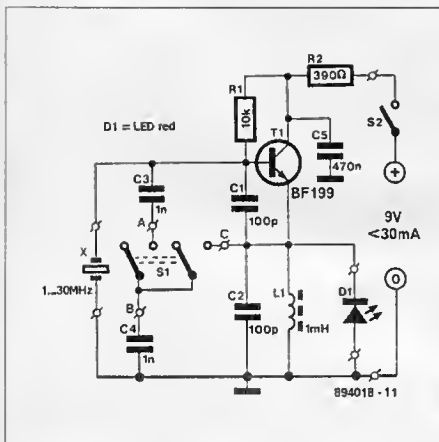 R2
390Ω
R1
10k
S2
D1 = LED red
T1
C5
470n
BF199
C3
1n
C1
100p
9V
<30mA
A
C
X
S1
1...30MHz
B
C2
100p
L1
1mH
D1
0
C4
1n
894018 - 11